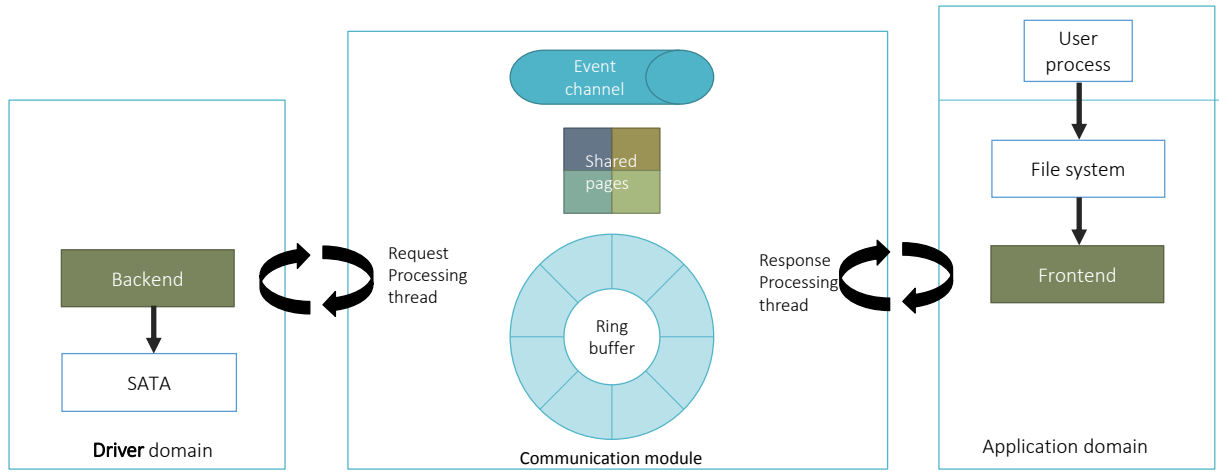 Backend
SATA
Driver domain
Event
channel
Shared
pages
Request
Processing
thread
Ring
buffer
Response
Processing
thread
Communication module
User
process
File system
Frontend
Application domain